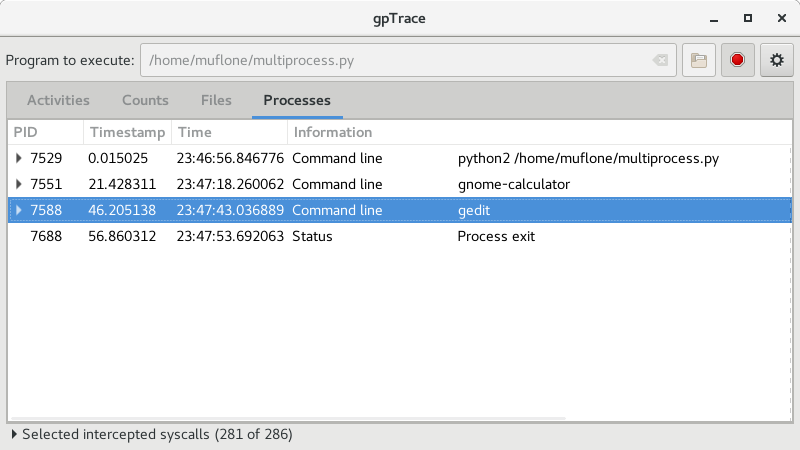 gpTrace
Program to execute: /home/muflone/multiprocess.py
Activities Counts Files Processes
PID Timestamp Time Information
7529 0.015025 23:46:56.846776 Command line python2 /home/muflone/multiprocess.py
7551 21.428311 23:47:18.260062 Command line gnome-calculator
7588 46.205138 23:47:43.036889 Command line gedit
7688 56.860312 23:47:53.692063 Status Process exit
Selected intercepted syscalls (281 of 286)